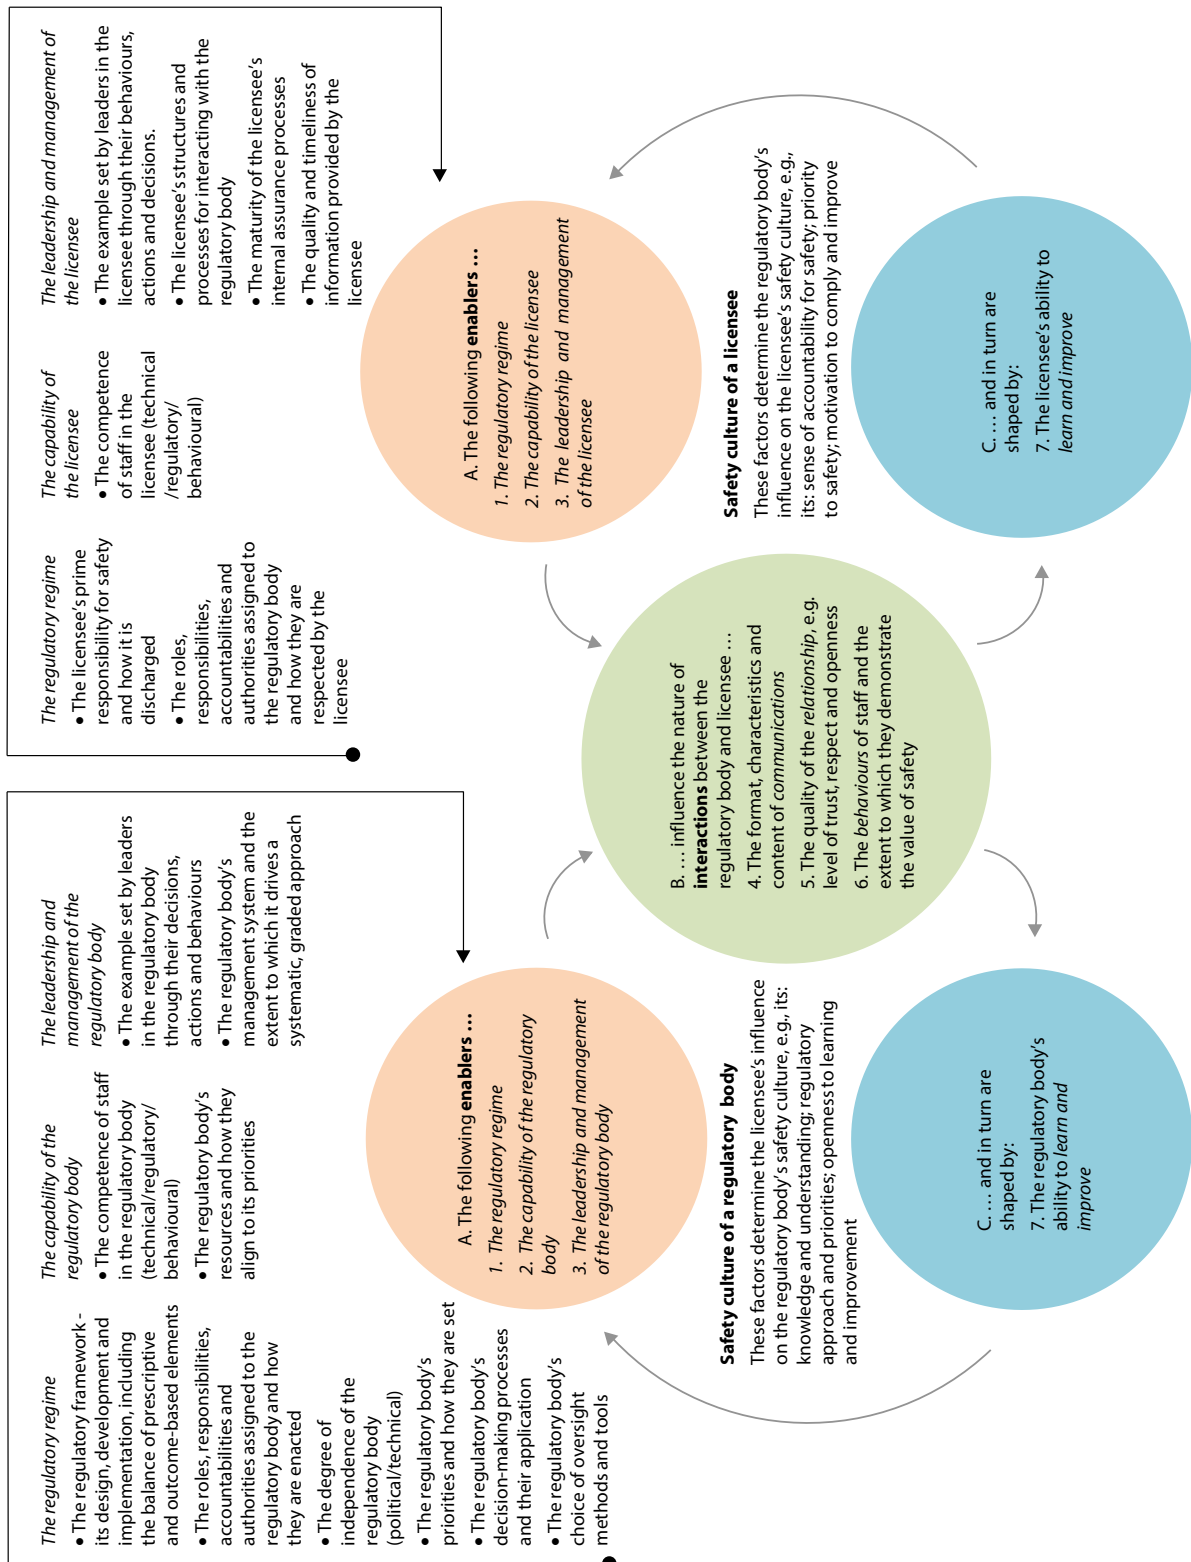 The regulatory regime
• The regulatory framework -
its design, development and
implementation, including
the balance of prescriptive
and outcome-based elements
• The roles, responsibilities,
accountabilities and
authorities assigned to the
regulatory body and how
they are enacted
• The degree of
independence of the
regulatory body
(political/technical)
• The regulatory body's
priorities and how they are set
• The regulatory body's
decision-making processes
and their application
• The regulatory body's
choice of oversight
methods and tools
The capability of the
regulatory body
• The competence of staff
in the regulatory body
(technical/regulatory/
behavioural)
• The regulatory body's
resources and how they
align to its priorities
The leadership and
management of the
regulatory body
• The example set by leaders
in the regulatory body
through their decisions,
actions and behaviours
• The regulatory body's
management system and the
extent to which it drives a
systematic, graded approach
The regulatory regime
• The licensee's prime
responsibility for safety
and how it is
discharged
• The roles,
responsibilities,
accountabilities and
authorities assigned to
the regulatory body
and how they are
respected by the
licensee
The capability of
the licensee
• The competence
of staff in the
licensee (technical
/regulatory/
behavioural)
The leadership and management of
the licensee
• The example set by leaders in the
licensee through their behaviours,
actions and decisions.
• The licensee's structures and
processes for interacting with the
regulatory body
• The maturity of the licensee's
internal assurance processes
• The quality and timeliness of
information provided by the
licensee
A. The following enablers ...
1. The regulatory regime
2. The capability of the regulatory
body
3. The leadership and management
of the regulatory body
A. The following enablers ...
1. The regulatory regime
2. The capability of the licensee
3. The leadership and management
of the licensee
B. ... influence the nature of
interactions between the
regulatory body and licensee ...
4. The format, characteristics and
content of communications
5. The quality of the relationship, e.g.
level of trust, respect and openness
6. The behaviours of staff and the
extent to which they demonstrate
the value of safety
Safety culture of a regulatory body
These factors determine the licensee's influence
on the regulatory body's safety culture, e.g., its:
knowledge and understanding; regulatory
approach and priorities; openness to learning
and improvement
Safety culture of a licensee
These factors determine the regulatory body's
influence on the licensee's safety culture, e.g.,
its: sense of accountability for safety; priority
to safety; motivation to comply and improve
C. ... and in turn are
shaped by:
7. The regulatory body's
ability to learn and
improve
C. ... and in turn are
shaped by:
7. The licensee's ability to
learn and improve